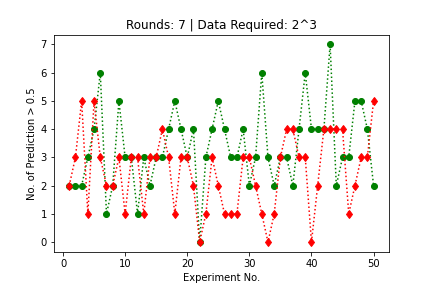 Rounds: 7 | Data Required: 2^3
No. of Prediction > 0.5
7
6
5
4
3
2
1
0
0 10 20 30 40 50
Experiment No.